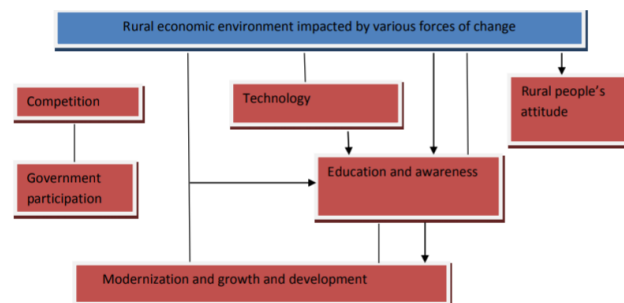 Rural economic environment impacted by various forces of change
Competition
Technology
Rural people's
attitude
Government
participation
Education and awareness
Modernization and growth and development